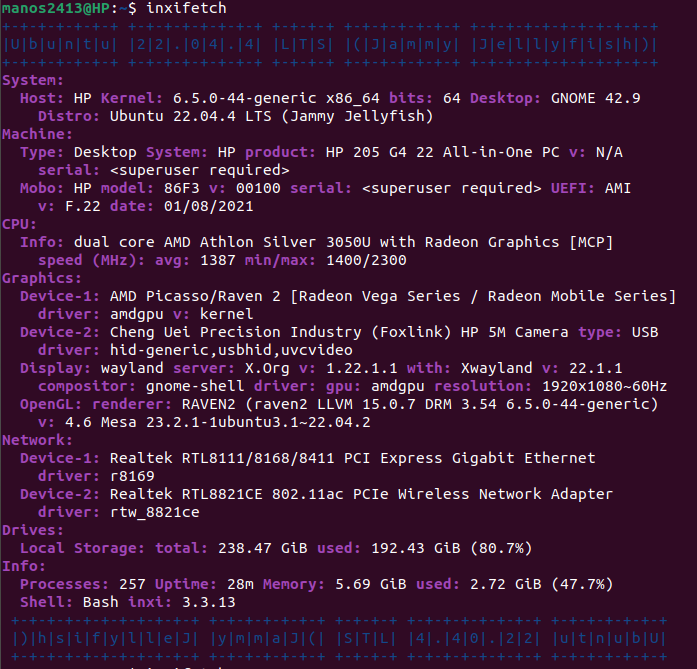 manos2413@HP:~$ inxifetch
+-+-+-+-+-+-+ +-+-+-+-+-+-+-+ +-+-+-+ +-+-+-+-+-+-+ +-+-+-+-+-+-+-+-+-+-+
|U|b|u|n|t|u| |2|2|.|0|4|.|4| |L|T|S| |(|J|a|m|m|y| |J|e|l|l|y|f|i|s|h|)|
+-+-+-+-+-+-+ +-+-+-+-+-+-+-+ +-+-+-+ +-+-+-+-+-+-+ +-+-+-+-+-+-+-+-+-+-+
System:
Host: HP Kernel: 6.5.0-44-generic x86_64 bits: 64 Desktop: GNOME 42.9
Distro: Ubuntu 22.04.4 LTS (Jammy Jellyfish)
Machine:
Type: Desktop System: HP product: HP 205 G4 22 All-in-One PC v: N/A
serial: <superuser required>
Mobo: HP model: 86F3 v: 00100 serial: <superuser required> UEFI: AMI
v: F.22 date: 01/08/2021
CPU:
Info: dual core AMD Athlon Silver 3050U with Radeon Graphics [MCP]
speed (MHz): avg: 1387 min/max: 1400/2300
Graphics:
Device-1: AMD Picasso/Raven 2 [Radeon Vega Series / Radeon Mobile Series]
driver: amdgpu v: kernel
Device-2: Cheng Uei Precision Industry (Foxlink) HP 5M Camera type: USB
driver: hid-generic,usbhid,uvcvideo
Display: wayland server: X.Org v: 1.22.1.1 with: Xwayland v: 22.1.1
compositor: gnome-shell driver: gpu: amdgpu resolution: 1920x1080~60Hz
OpenGL: renderer: RAVEN2 (raven2 LLVM 15.0.7 DRM 3.54 6.5.0-44-generic)
v: 4.6 Mesa 23.2.1-1ubuntu3.1~22.04.2
Network:
Device-1: Realtek RTL8111/8168/8411 PCI Express Gigabit Ethernet
driver: r8169
Device-2: Realtek RTL8821CE 802.11ac PCIe Wireless Network Adapter
driver: rtw_8821ce
Drives:
Local Storage: total: 238.47 GiB used: 192.43 GiB (80.7%)
Info:
Processes: 257 Uptime: 28m Memory: 5.69 GiB used: 2.72 GiB (47.7%)
Shell: Bash inxi: 3.3.13
+-+-+-+-+-+-+-+-+-+-+ +-+-+-+-+-+-+ +-+-+-+ +-+-+-+-+-+-+-+ +-+-+-+-+-+-+
|)|h|s|i|f|y|l|l|e|J| |y|m|m|a|J|(| |S|T|L| |4|.|4|0|.|2|2| |u|t|n|u|b|U|
+-+-+-+-+-+-+-+-+-+-+ +-+-+-+-+-+-+ +-+-+-+ +-+-+-+-+-+-+-+ +-+-+-+-+-+-+